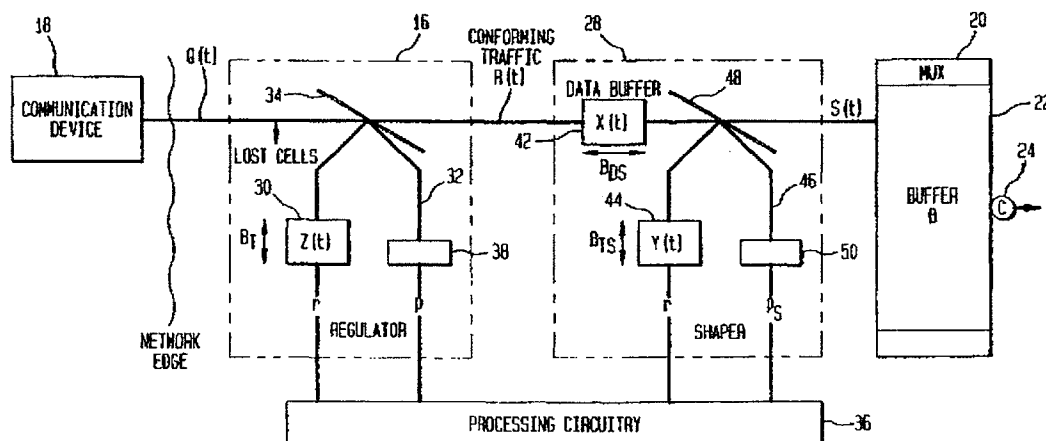 18
16
28
20
Q(t)
CONFORMING
TRAFFIC
R(t)
34
48
DATA BUFFER
MUX
22
COMMUNICATION
DEVICE
X(t)
S(t)
42
LOST CELLS
B_DS
24
C
30
32
44
46
BUFFER
B
B_T
Z(t)
38
B_TS
Y(t)
50
r
p
r
p_S
NETWORK
EDGE
REGULATOR
SHAPER
PROCESSING CIRCUITRY
36